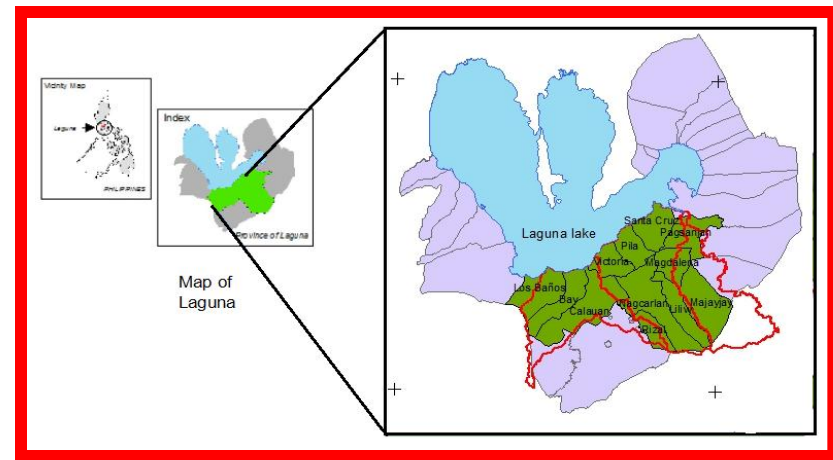 Vicinity Map
Laguna
PHILIPPINES
Index
Province of Laguna
Map of
Laguna
Laguna lake
Santa Cruz
Pagsanjan
Pila
Victoria
Magdalena
Los Baños
Bay
Calauan
Nagcarlan
Liliw
Majayjay
Rizal